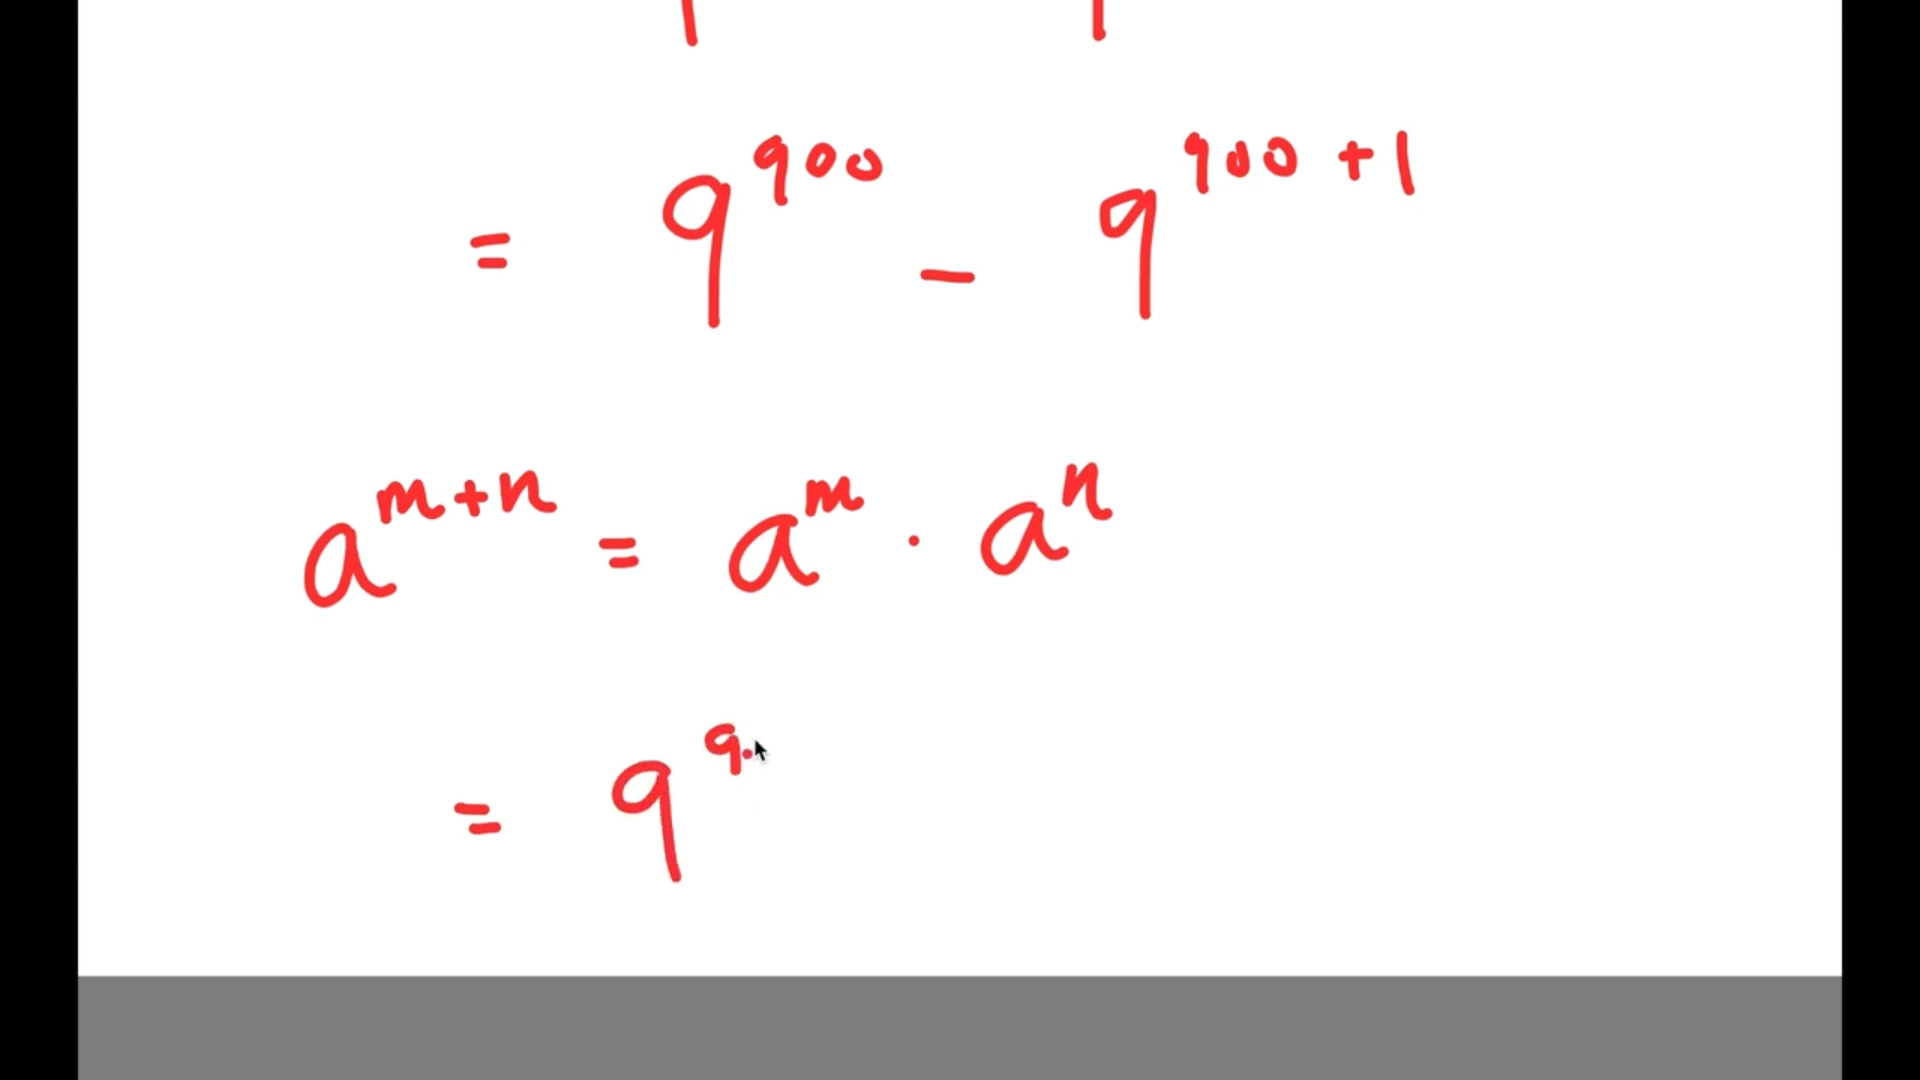 = 9^900 - 9^900+1
a^m+n = a^m · a^n
= 9^9.